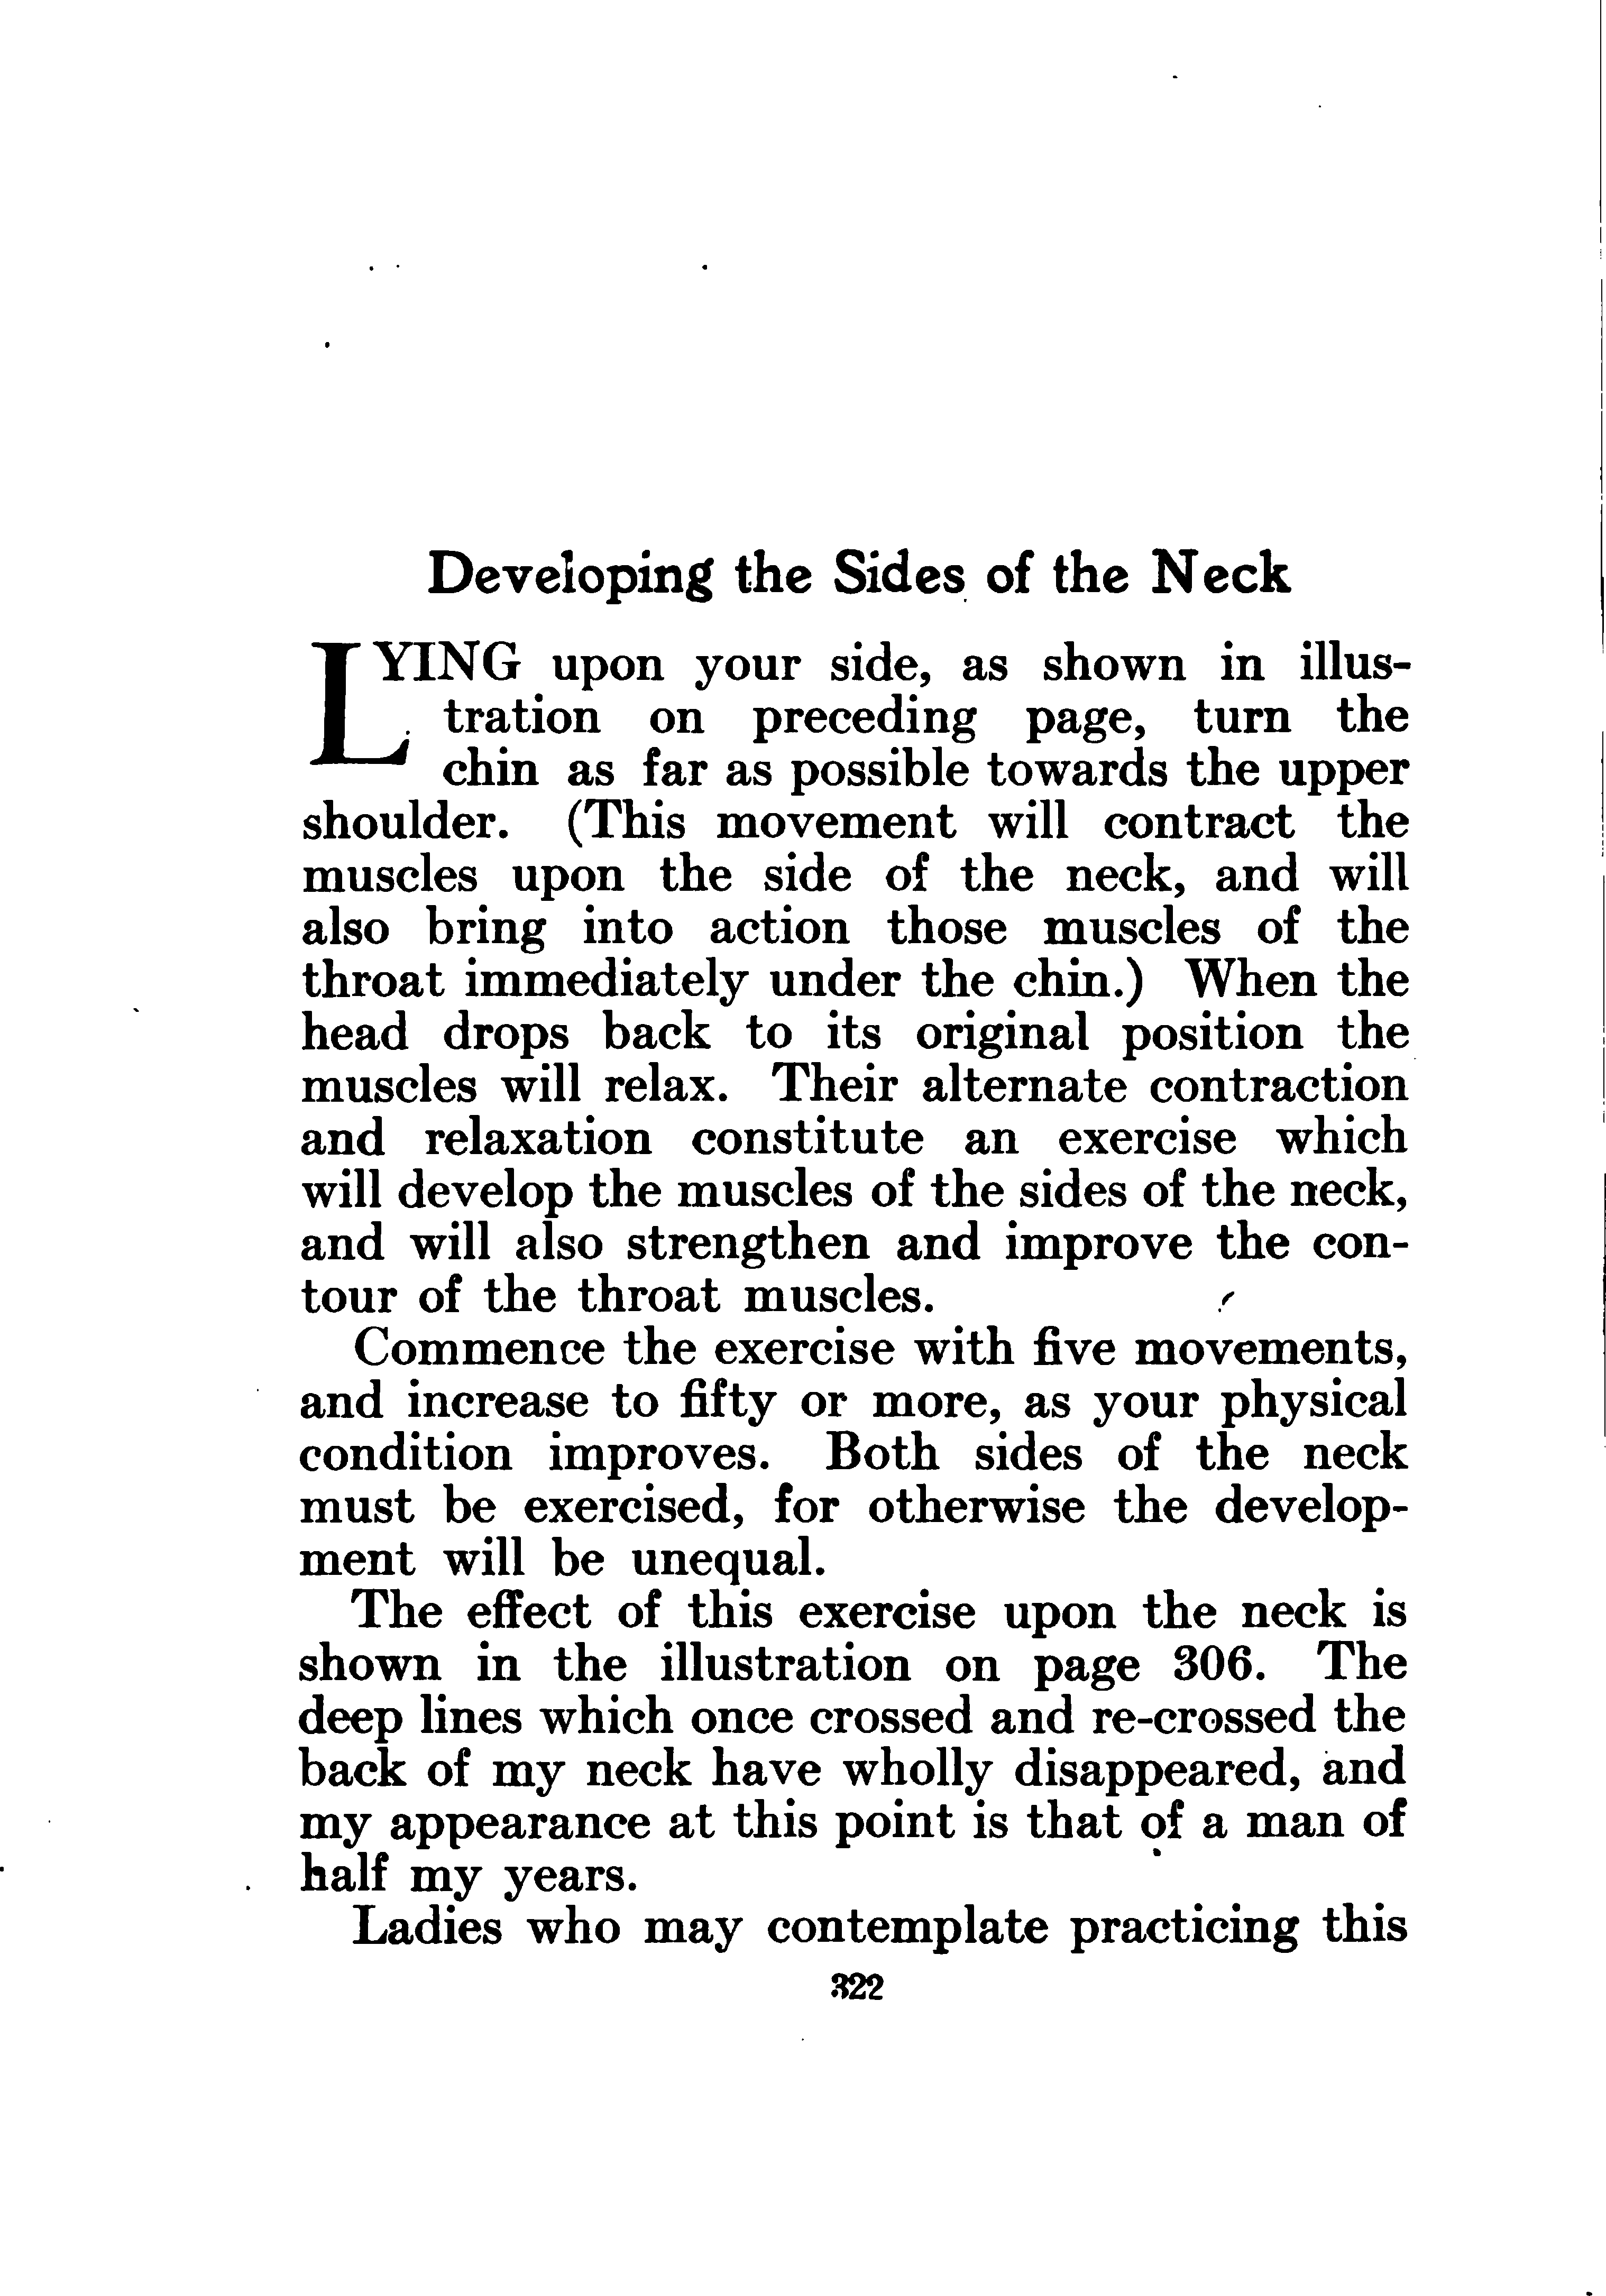 Developing the Sides of the Neck
LYING upon your side, as shown in illus-
tration on preceding page, turn the
chin as far as possible towards the upper
shoulder. (This movement will contract the
muscles upon the side of the neck, and will
also bring into action those muscles of the
throat immediately under the chin.) When the
head drops back to its original position the
muscles will relax. Their alternate contraction
and relaxation constitute an exercise which
will develop the muscles of the sides of the neck,
and will also strengthen and improve the con-
tour of the throat muscles.
Commence the exercise with five movements,
and increase to fifty or more, as your physical
condition improves. Both sides of the neck
must be exercised, for otherwise the develop-
ment will be unequal.
The effect of this exercise upon the neck is
shown in the illustration on page 306. The
deep lines which once crossed and re-crossed the
back of my neck have wholly disappeared, and
my appearance at this point is that of a man of
half my years.
Ladies who may contemplate practicing this
322